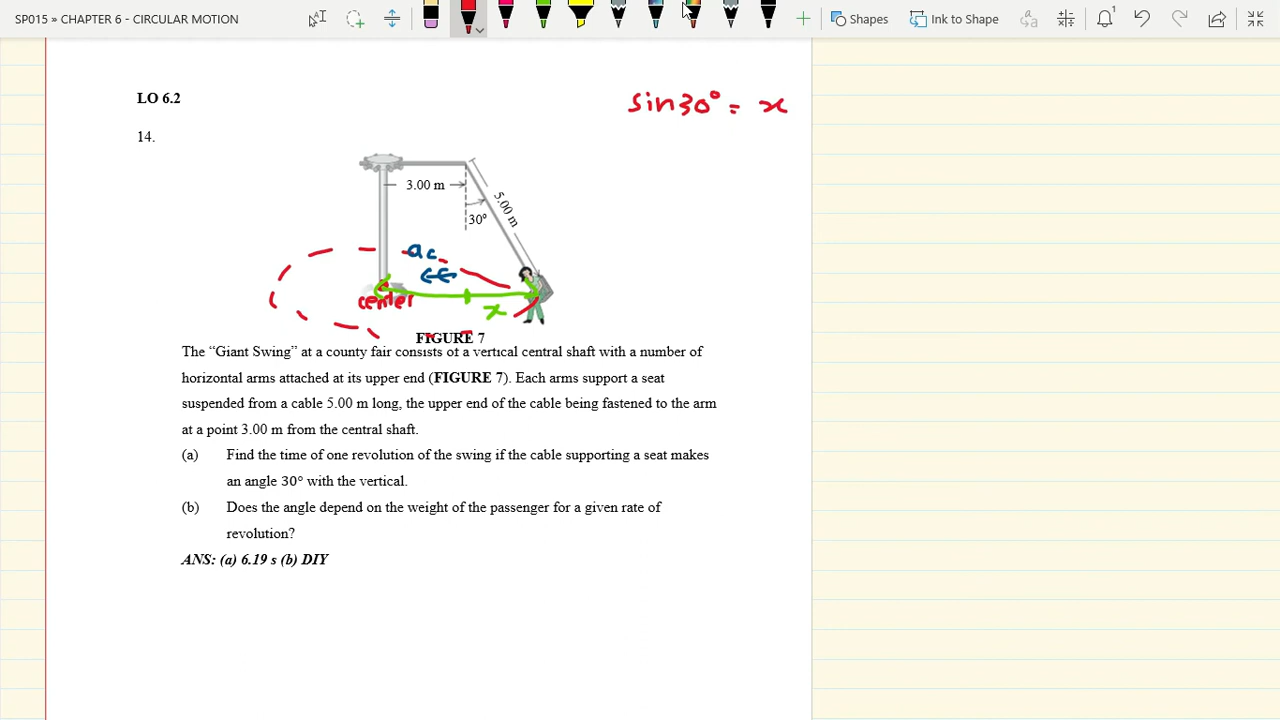 SP015 » CHAPTER 6 - CIRCULAR MOTION
Shapes
Ink to Shape
LO 6.2
sin30° = x
14.
3.00 m
5.00 m
30°
ac
center
x
FIGURE 7
The “Giant Swing” at a county fair consists of a vertical central shaft with a number of
horizontal arms attached at its upper end (FIGURE 7). Each arms support a seat
suspended from a cable 5.00 m long, the upper end of the cable being fastened to the arm
at a point 3.00 m from the central shaft.
(a) Find the time of one revolution of the swing if the cable supporting a seat makes
an angle 30° with the vertical.
(b) Does the angle depend on the weight of the passenger for a given rate of
revolution?
ANS: (a) 6.19 s (b) DIY